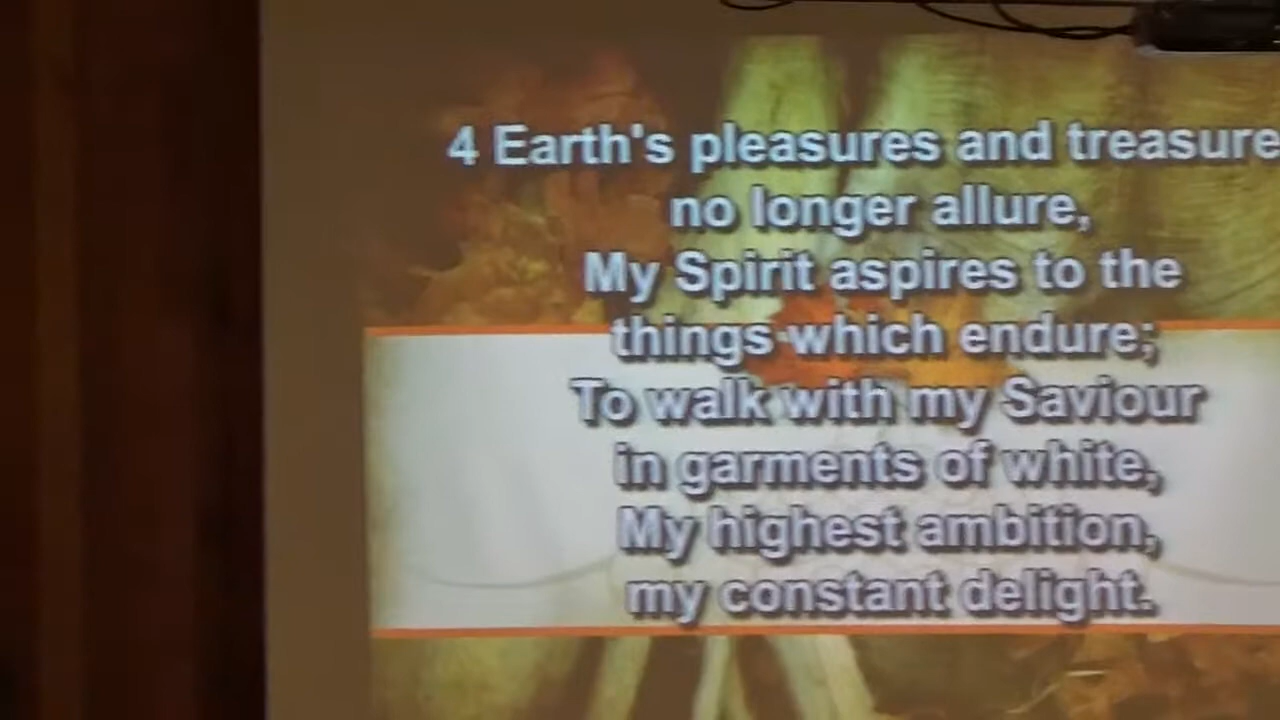 4 Earth's pleasures and treasure
no longer allure,
My Spirit aspires to the
things which endure;
To walk with my Saviour
in garments of white,
My highest ambition,
my constant delight.